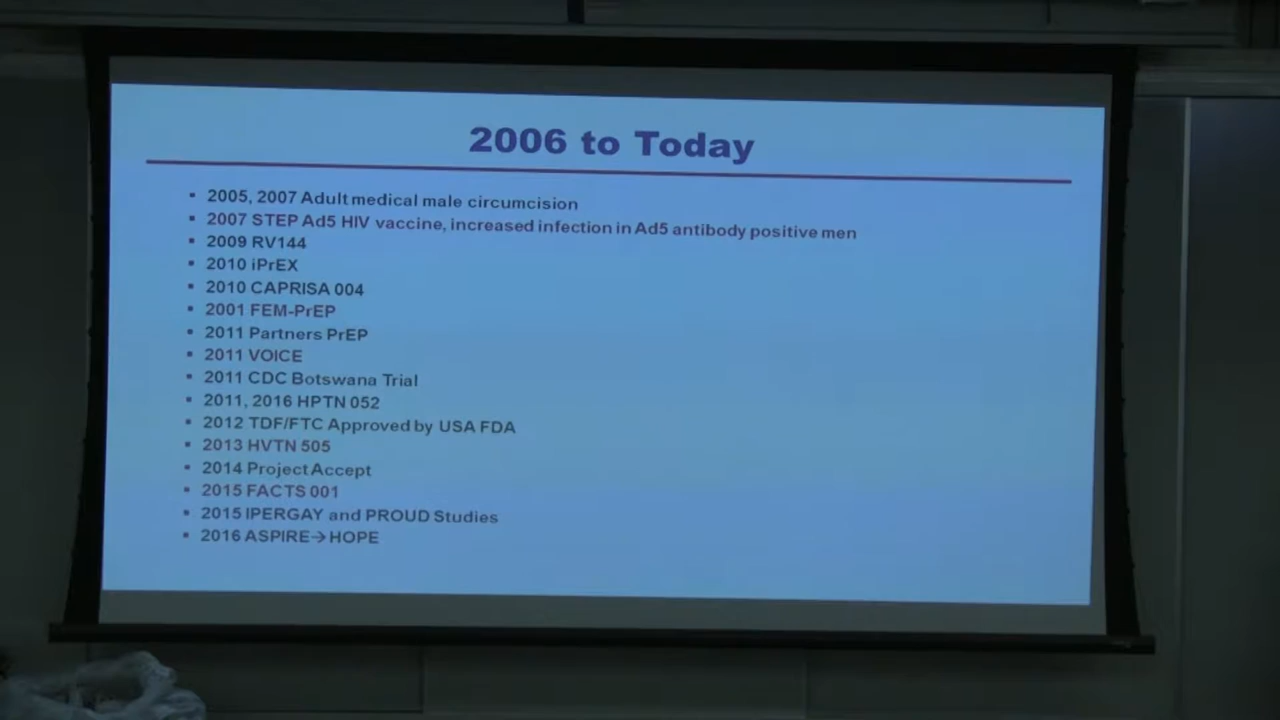 2006 to Today
▪ 2005, 2007 Adult medical male circumcision
▪ 2007 STEP Ad5 HIV vaccine, increased infection in Ad5 antibody positive men
▪ 2009 RV144
▪ 2010 iPrEX
▪ 2010 CAPRISA 004
▪ 2001 FEM-PrEP
▪ 2011 Partners PrEP
▪ 2011 VOICE
▪ 2011 CDC Botswana Trial
▪ 2011, 2016 HPTN 052
▪ 2012 TDF/FTC Approved by USA FDA
▪ 2013 HVTN 505
▪ 2014 Project Accept
▪ 2015 FACTS 001
▪ 2015 IPERGAY and PROUD Studies
▪ 2016 ASPIRE→HOPE